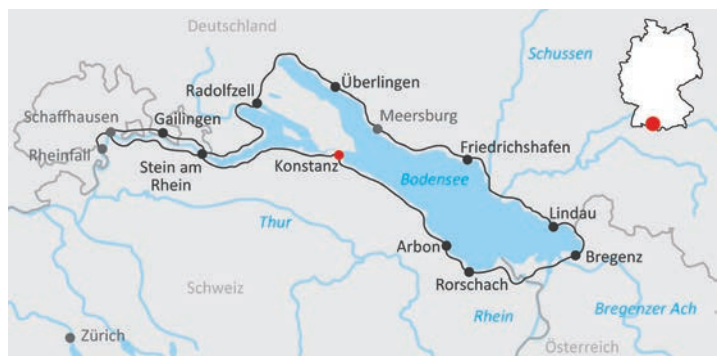 Deutschland
Schussen
Radolfzell
Überlingen
Schaffhausen
Gailingen
Meersburg
Rheinfall
Stein am
Rhein
Konstanz
Friedrichshafen
Bodensee
Thur
Lindau
Arbon
Bregenz
Rorschach
Schweiz
Rhein
Bregenzer Ach
Zürich
Österreich